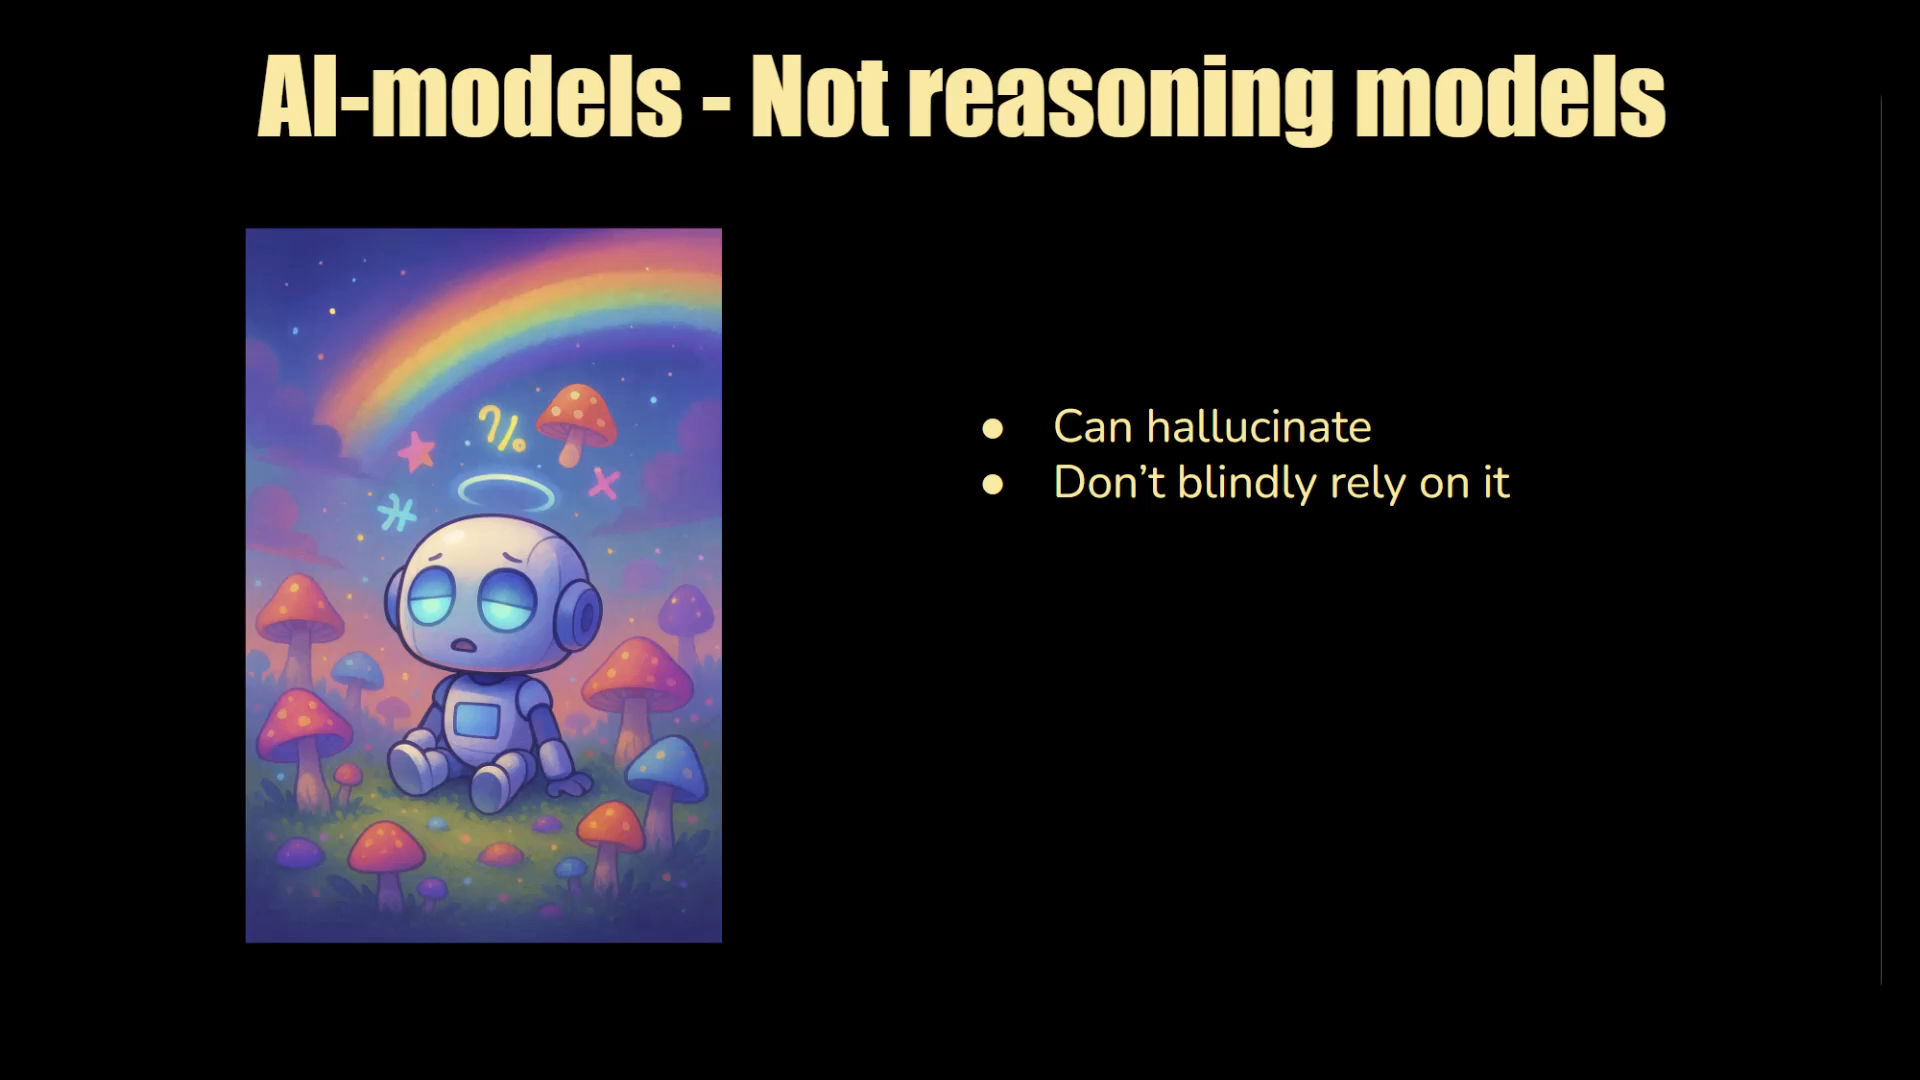 AI-models - Not reasoning models
● Can hallucinate
● Don’t blindly rely on it